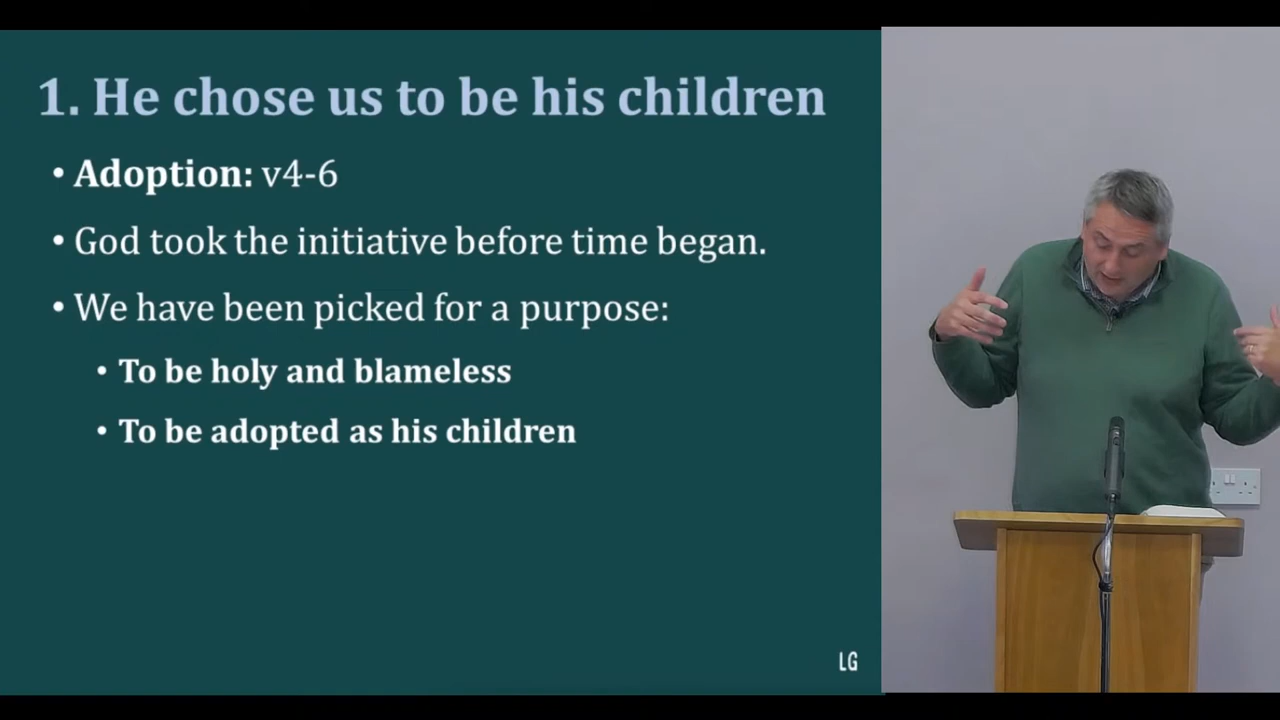 1. He chose us to be his children
• Adoption: v4-6
• God took the initiative before time began.
• We have been picked for a purpose:
• To be holy and blameless
• To be adopted as his children
LG